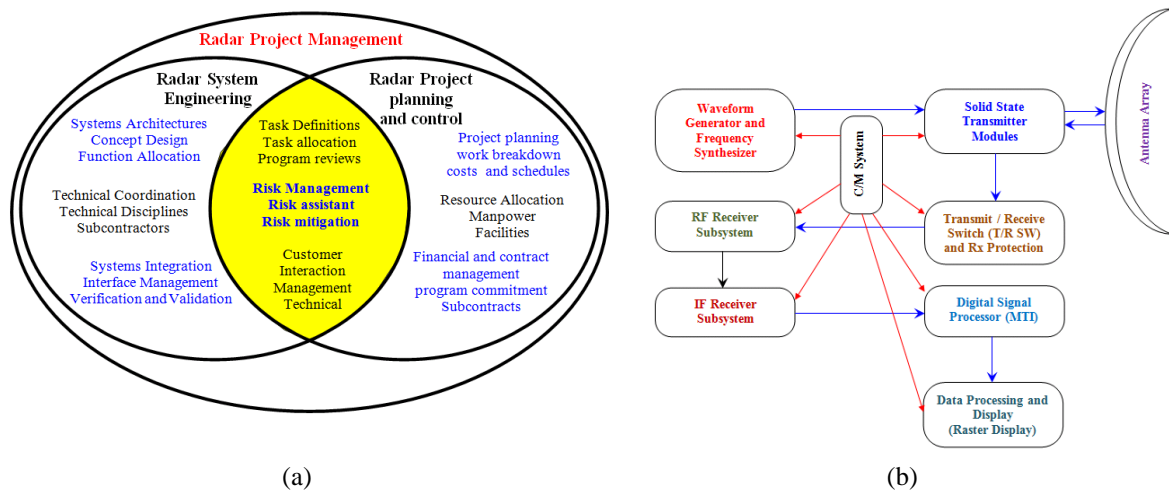 Radar Project Management
Radar System
Engineering
Systems Architectures
Concept Design
Function Allocation
Technical Coordination
Technical Disciplines
Subcontractors
Systems Integration
Interface Management
Verification and Validation
Task Definitions
Task allocation
Program reviews
Risk Management
Risk assistant
Risk mitigation
Customer
Interaction
Management
Technical
Radar Project
planning
and control
Project planning
work breakdown
costs and schedules
Resource Allocation
Manpower
Facilities
Financial and contract
management
program commitment
Subcontracts
(a)
Waveform
Generator and
Frequency
Synthesizer
C/M System
Solid State
Transmitter
Modules
Antenna Array
RF Receiver
Subsystem
Transmit / Receive
Switch (T/R SW)
and Rx Protection
IF Receiver
Subsystem
Digital Signal
Processor (MTI)
Data Processing and
Display
(Raster Display)
(b)